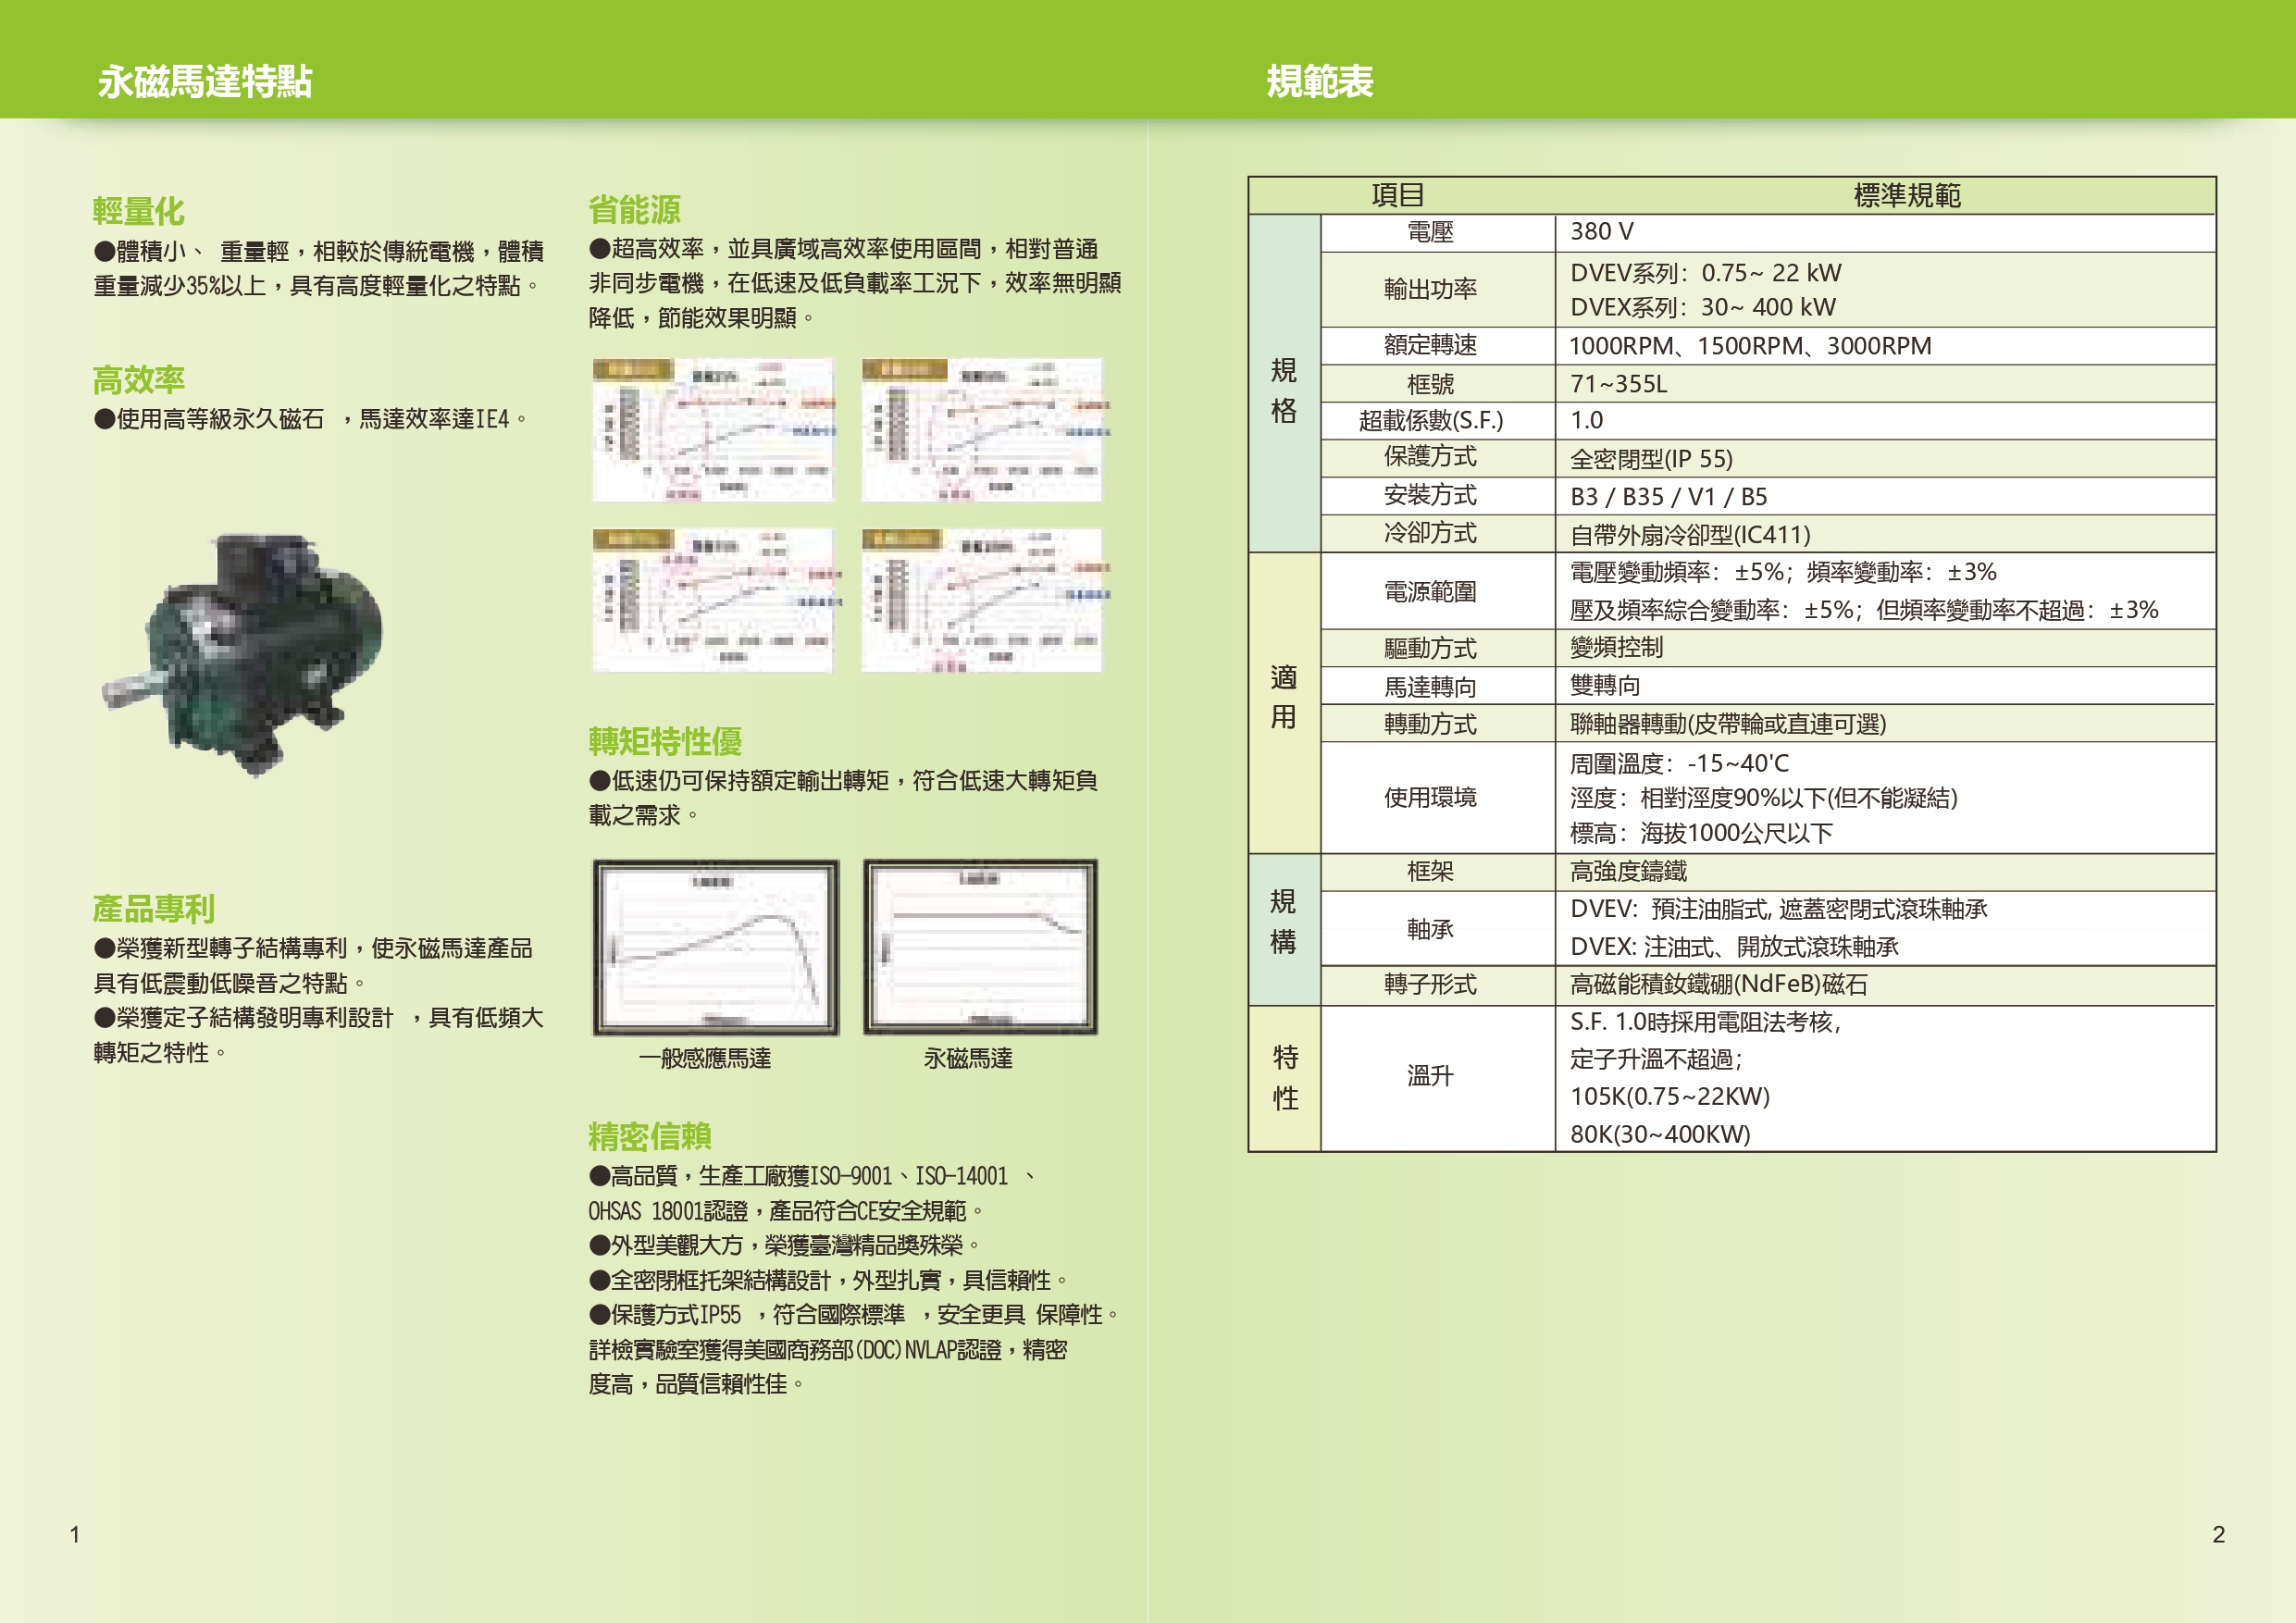 永磁馬達特點
輕量化
●體積小、 重量輕，相較於傳統電機，體積
重量減少35%以上，具有高度輕量化之特點。
高效率
●使用高等級永久磁石 ，馬達效率達IE4。
產品專利
●榮獲新型轉子結構專利，使永磁馬達產品
具有低震動低噪音之特點。
●榮獲定子結構發明專利設計 ，具有低頻大
轉矩之特性。
省能源
●超高效率，並具廣域高效率使用區間，相對普通
非同步電機，在低速及低負載率工況下，效率無明顯
降低，節能效果明顯。
轉矩特性優
●低速仍可保持額定輸出轉矩，符合低速大轉矩負
載之需求。
一般感應馬達 永磁馬達
精密信賴
●高品質，生產工廠獲ISO-9001、ISO-14001 、
OHSAS 18001認證，產品符合CE安全規範。
●外型美觀大方，榮獲臺灣精品獎殊榮。
●全密閉框托架結構設計，外型扎實，具信賴性。
●保護方式IP55 ，符合國際標準 ，安全更具 保障性。
詳檢實驗室獲得美國商務部(DOC)NVLAP認證，精密
度高，品質信賴性佳。
1
規範表
項目 標準規範
規格
電壓 380 V
輸出功率 DVEV系列：0.75~ 22 kW
DVEX系列：30~ 400 kW
額定轉速 1000RPM、1500RPM、3000RPM
框號 71~355L
超載係數(S.F.) 1.0
保護方式 全密閉型(IP 55)
安裝方式 B3 / B35 / V1 / B5
冷卻方式 自帶外扇冷卻型(IC411)
適用
電源範圍 電壓變動頻率：±5%；頻率變動率：±3%
壓及頻率綜合變動率：±5%；但頻率變動率不超過：±3%
驅動方式 變頻控制
馬達轉向 雙轉向
轉動方式 聯軸器轉動(皮帶輪或直連可選)
使用環境 周圍溫度：-15~40'C
溼度：相對溼度90%以下(但不能凝結)
標高：海拔1000公尺以下
規構
框架 高強度鑄鐵
軸承 DVEV: 預注油脂式, 遮蓋密閉式滾珠軸承
DVEX: 注油式、開放式滾珠軸承
轉子形式 高磁能積釹鐵硼(NdFeB)磁石
特性
溫升 S.F. 1.0時採用電阻法考核，
定子升溫不超過；
105K(0.75~22KW)
80K(30~400KW)
2